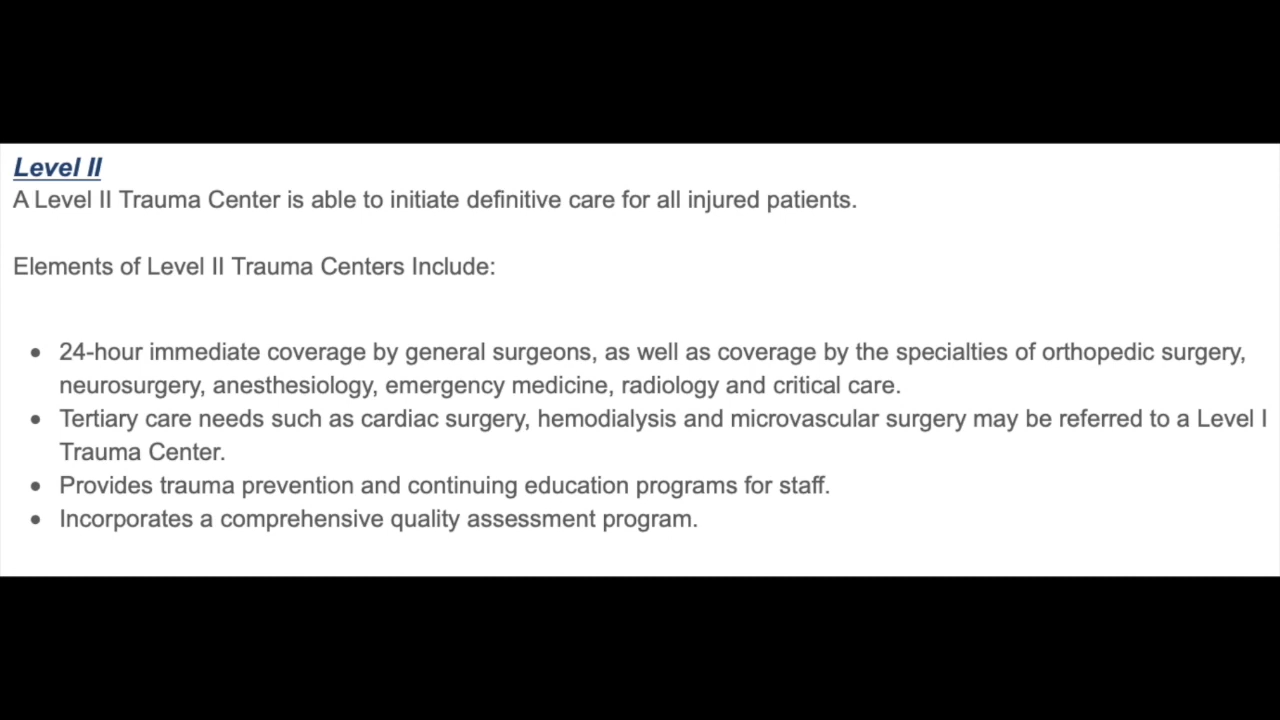 Level II
A Level II Trauma Center is able to initiate definitive care for all injured patients.
Elements of Level II Trauma Centers Include:
• 24-hour immediate coverage by general surgeons, as well as coverage by the specialties of orthopedic surgery,
neurosurgery, anesthesiology, emergency medicine, radiology and critical care.
• Tertiary care needs such as cardiac surgery, hemodialysis and microvascular surgery may be referred to a Level I
Trauma Center.
• Provides trauma prevention and continuing education programs for staff.
• Incorporates a comprehensive quality assessment program.